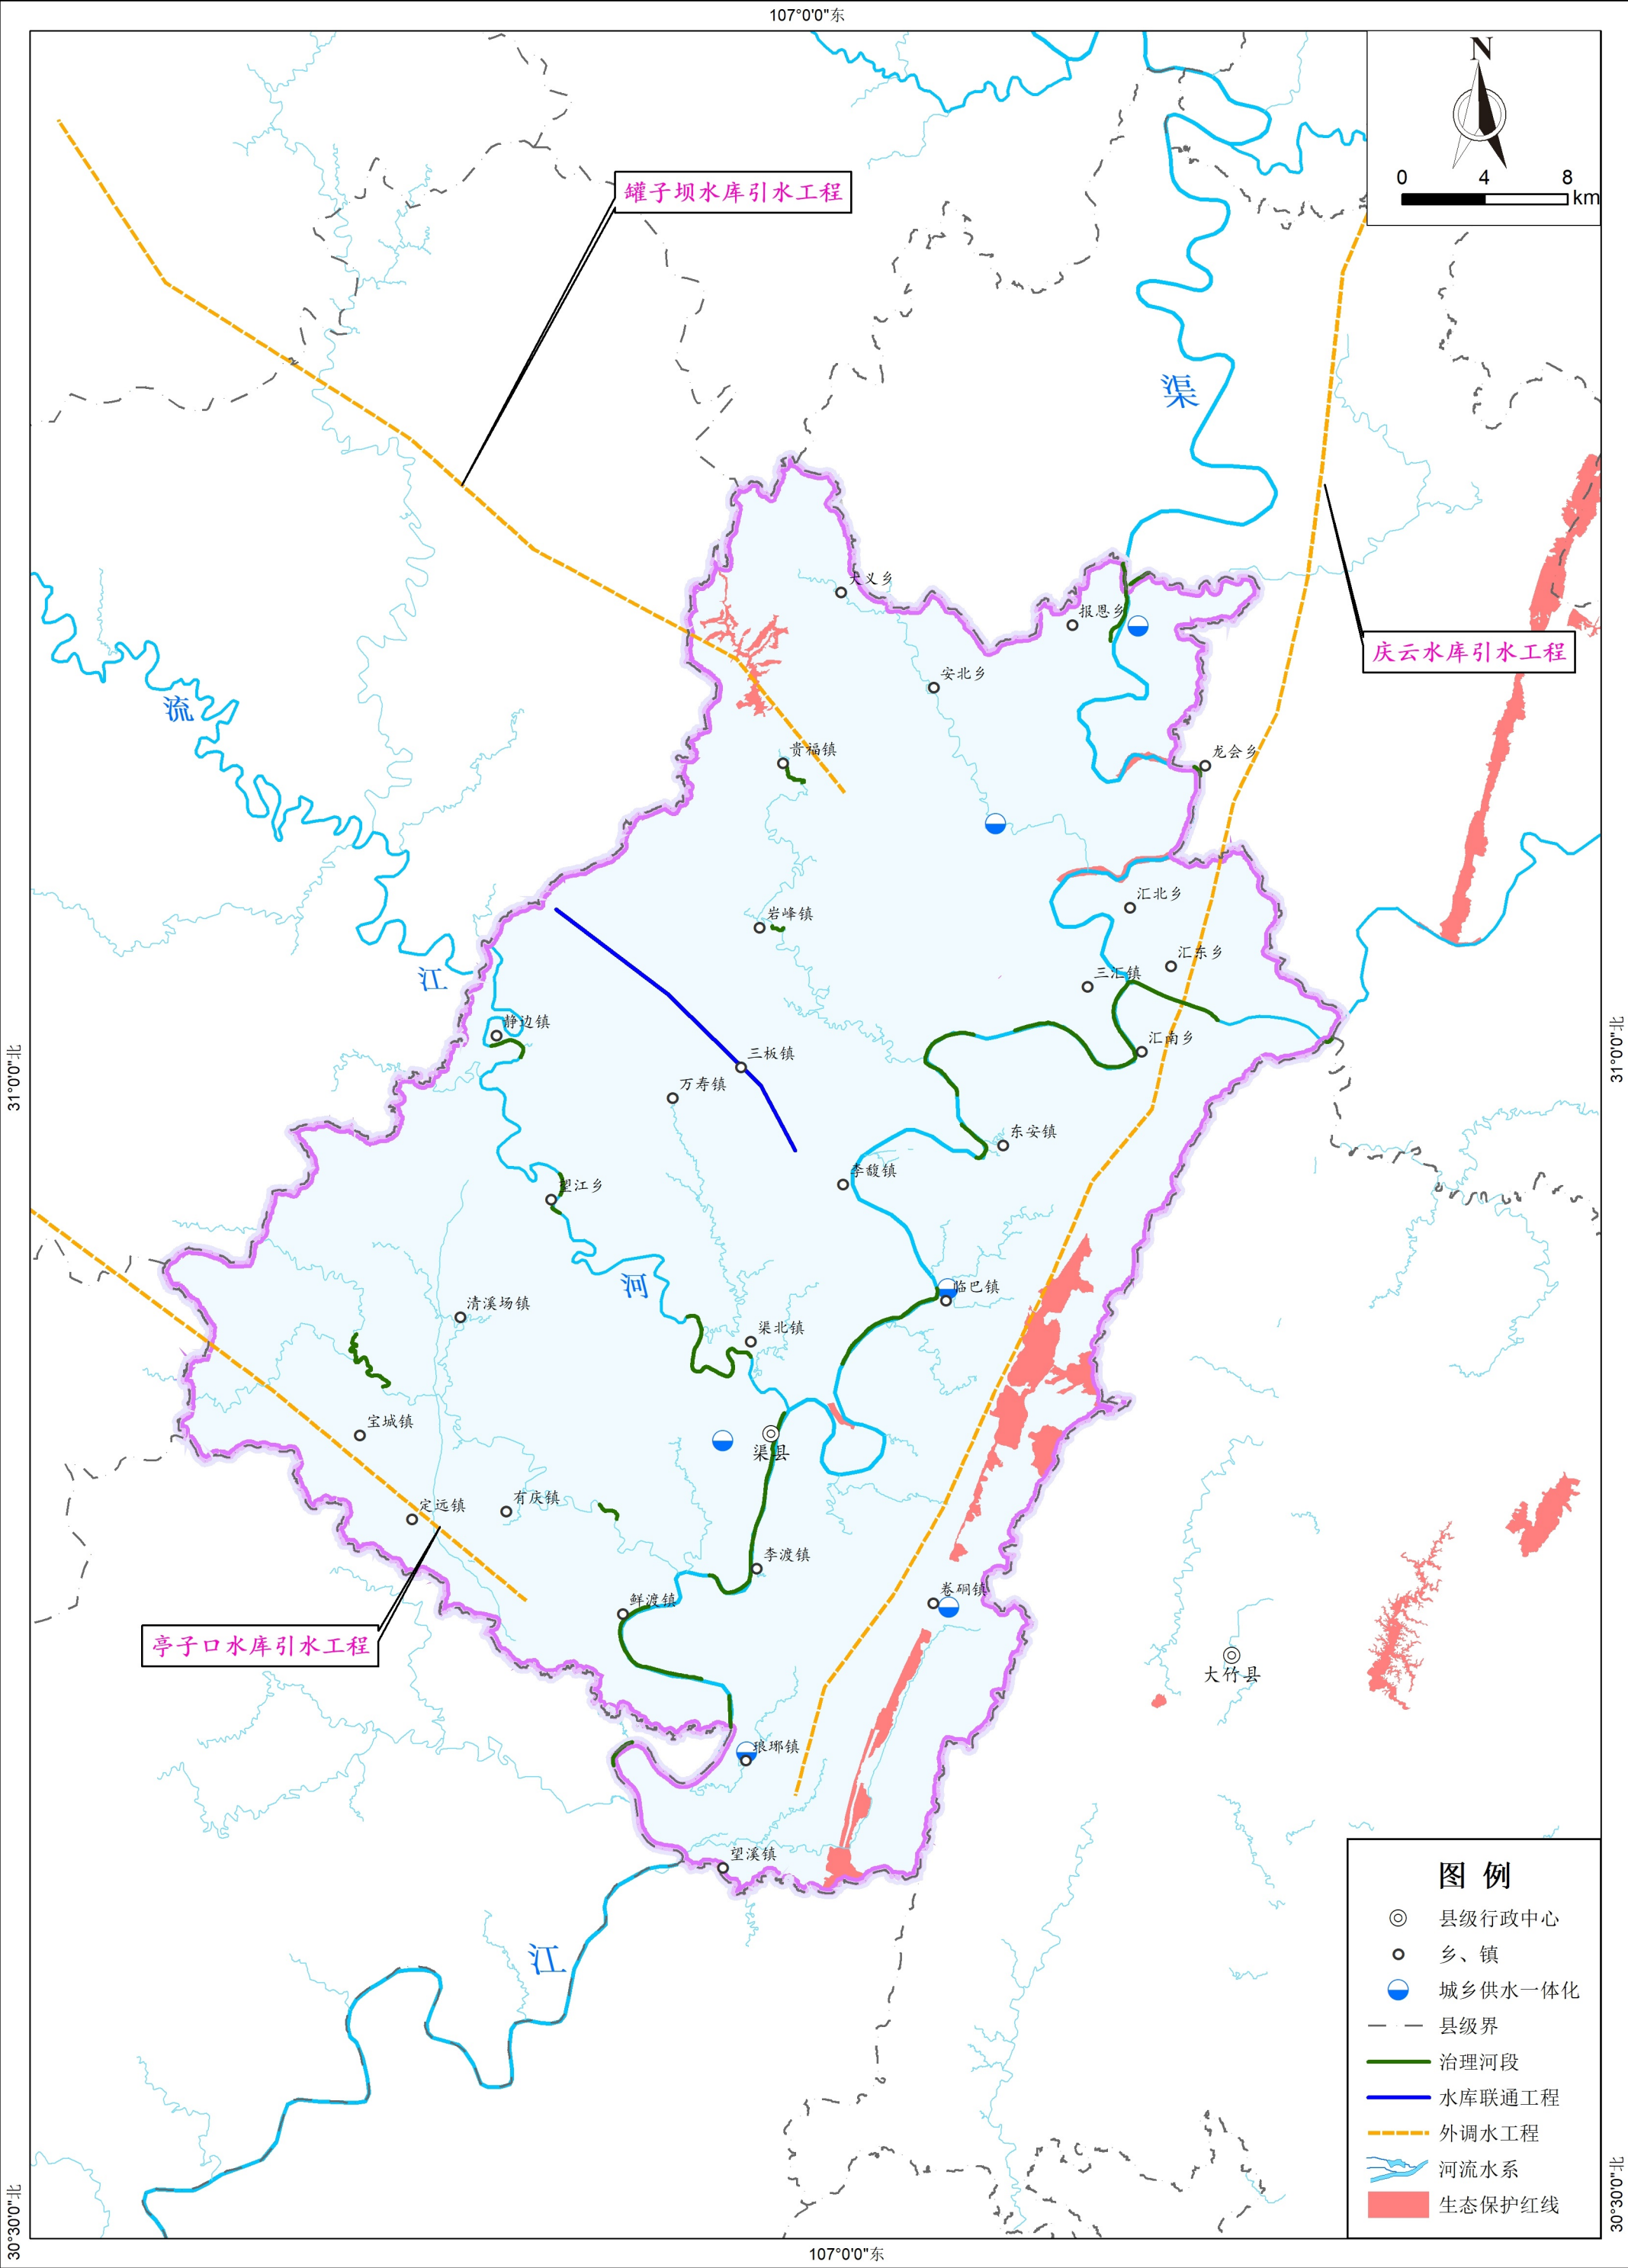 107°0'0"东
N
0 4 8
km
罐子坝水库引水工程
渠
大义乡
报恩乡
庆云水库引水工程
安北乡
流
贵福镇
龙会乡
汇北乡
岩峰镇
汇东乡
三汇镇
江
静边镇
汇南乡
三板镇
31°0'0"北
31°0'0"北
万寿镇
东安镇
李馥镇
望江乡
河
临巴镇
清溪场镇
渠北镇
宝城镇
渠县
定远镇
有庆镇
李渡镇
卷硐镇
鲜渡镇
亭子口水库引水工程
大竹县
琅琊镇
望溪镇
江
图 例
县级行政中心
乡、镇
城乡供水一体化
县级界
治理河段
水库联通工程
外调水工程
河流水系
生态保护红线
30°30'0"北
30°30'0"北
107°0'0"东